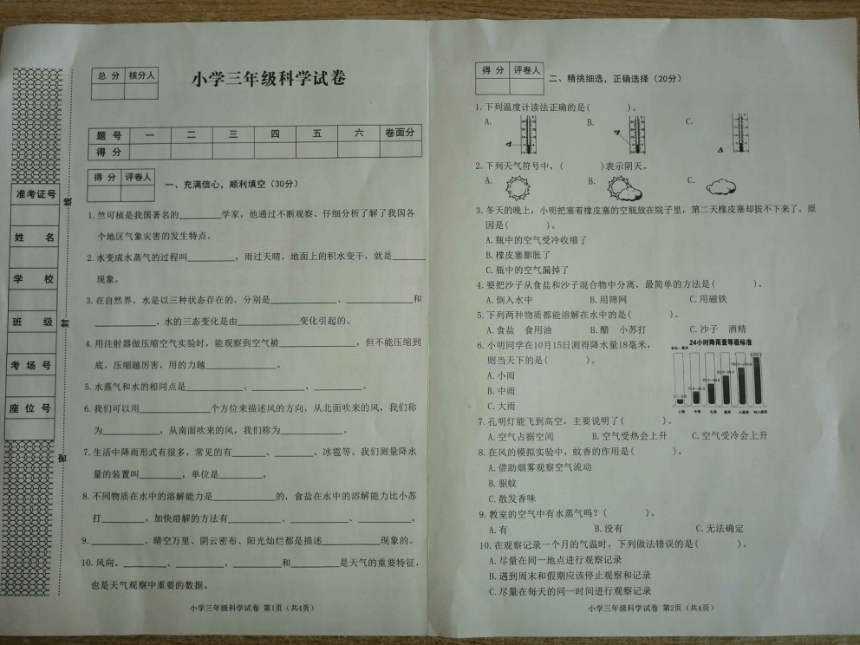 准考证号
姓 名
学 校
班 级
考 场 号
座 位 号
总 分 核分人
小学三年级科学试卷
题 号 一 二 三 四 五 六 卷面分
得 分
得 分 评卷人
一、充满信心，顺利填空（30分）
1.竺可桢是我国著名的________学家，他通过不断观察、仔细分析了解了我国各
个地区气象灾害的发生特点。
2.水变成水蒸气的过程叫________，雨过天晴，地面上的积水变干，就是______
现象。
3.在自然界，水是以三种状态存在的，分别是____________、____________和
____________，水的三态变化是由__________变化引起的。
4.用注射器做压缩空气实验时，能观察到空气被____________，但不能压缩到
底，压缩越厉害，用的力越____________。
5.水蒸气和水的相同点是________、________、________。
6.我们可以用____________个方位来描述风的方向，从北面吹来的风，我们称
为__________，从南面吹来的风，我们称为__________。
7.生活中降雨形式有很多，常见的有______、______、冰雹等。我们测量降水
量的装置叫________，单位是________。
8.不同物质在水中的溶解能力是____________的，食盐在水中的溶解能力比小苏
打________。加快溶解的方法有________、________、________。
9.________、晴空万里、阴云密布、阳光灿烂都是描述________现象的。
10.风向、________、________、________和________是天气的重要特征，
也是天气观察中重要的数据。
小学三年级科学试卷 第1页（共4页）
得 分 评卷人
二、精挑细选，正确选择（20分）
1.下列温度计读法正确的是（ ）。
A. B. C.
2.下列天气符号中，（ ）表示阴天。
A. B. C.
3.冬天的晚上，小明把塞着橡皮塞的空瓶放在院子里，第二天橡皮塞却拔不下来了，原
因是（ ）。
A.瓶中的空气受冷收缩了
B.橡皮塞膨胀了
C.瓶中的空气漏掉了
4.要把沙子从食盐和沙子混合物中分离，最简单的方法是（ ）。
A.倒入水中 B.用筛网 C.用磁铁
5.下列两种物质都能溶解在水中的是（ ）。
A.食盐 食用油 B.醋 小苏打 C.沙子 酒精
6.小明同学在10月15日测得降水量18毫米，
则当天下的是（ ）。
24小时降雨量等级标准
A.小雨
B.中雨
C.大雨
7.孔明灯能飞到高空，主要说明了（ ）。
A.空气占据空间 B.空气受热会上升 C.空气受冷会上升
8.在风的模拟实验中，蚊香的作用是（ ）。
A.借助烟雾观察空气流动
B.驱蚊
C.散发香味
9.教室的空气中有水蒸气吗？（ ）。
A.有 B.没有 C.无法确定
10.在观察记录一个月的气温时，下列做法错误的是（ ）。
A.尽量在同一地点进行观察记录
B.遇到周末和假期应该停止观察和记录
C.尽量在每天的同一时间进行观察记录
小学三年级科学试卷 第2页（共4页）